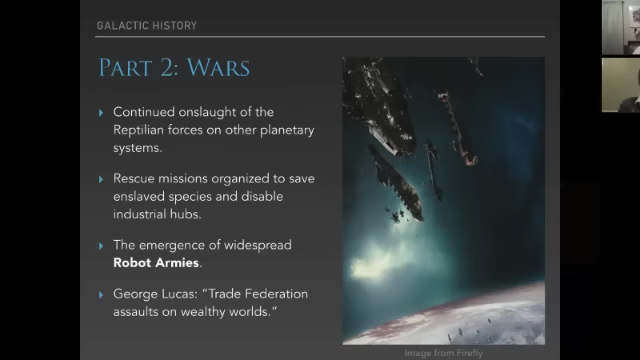 GALACTIC HISTORY
PART 2: WARS
Continued onslaught of the
Reptilian forces on other planetary
systems.
Rescue missions organized to save
enslaved species and disable
industrial hubs.
The emergence of widespread
Robot Armies.
George Lucas: “Trade Federation
assaults on wealthy worlds.”
Image from Firefly